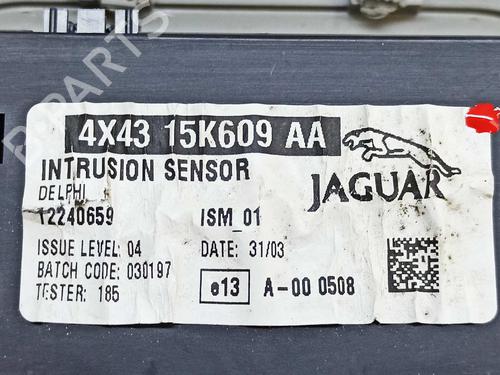 B-PARTS
4X43 15K609 AA
INTRUSION SENSOR
DELPHI
JAGUAR
12240659 ISM_01
ISSUE LEVEL: 04 DATE: 31/03
BATCH CODE: 030197
TESTER: 185 e13 A-00 0508